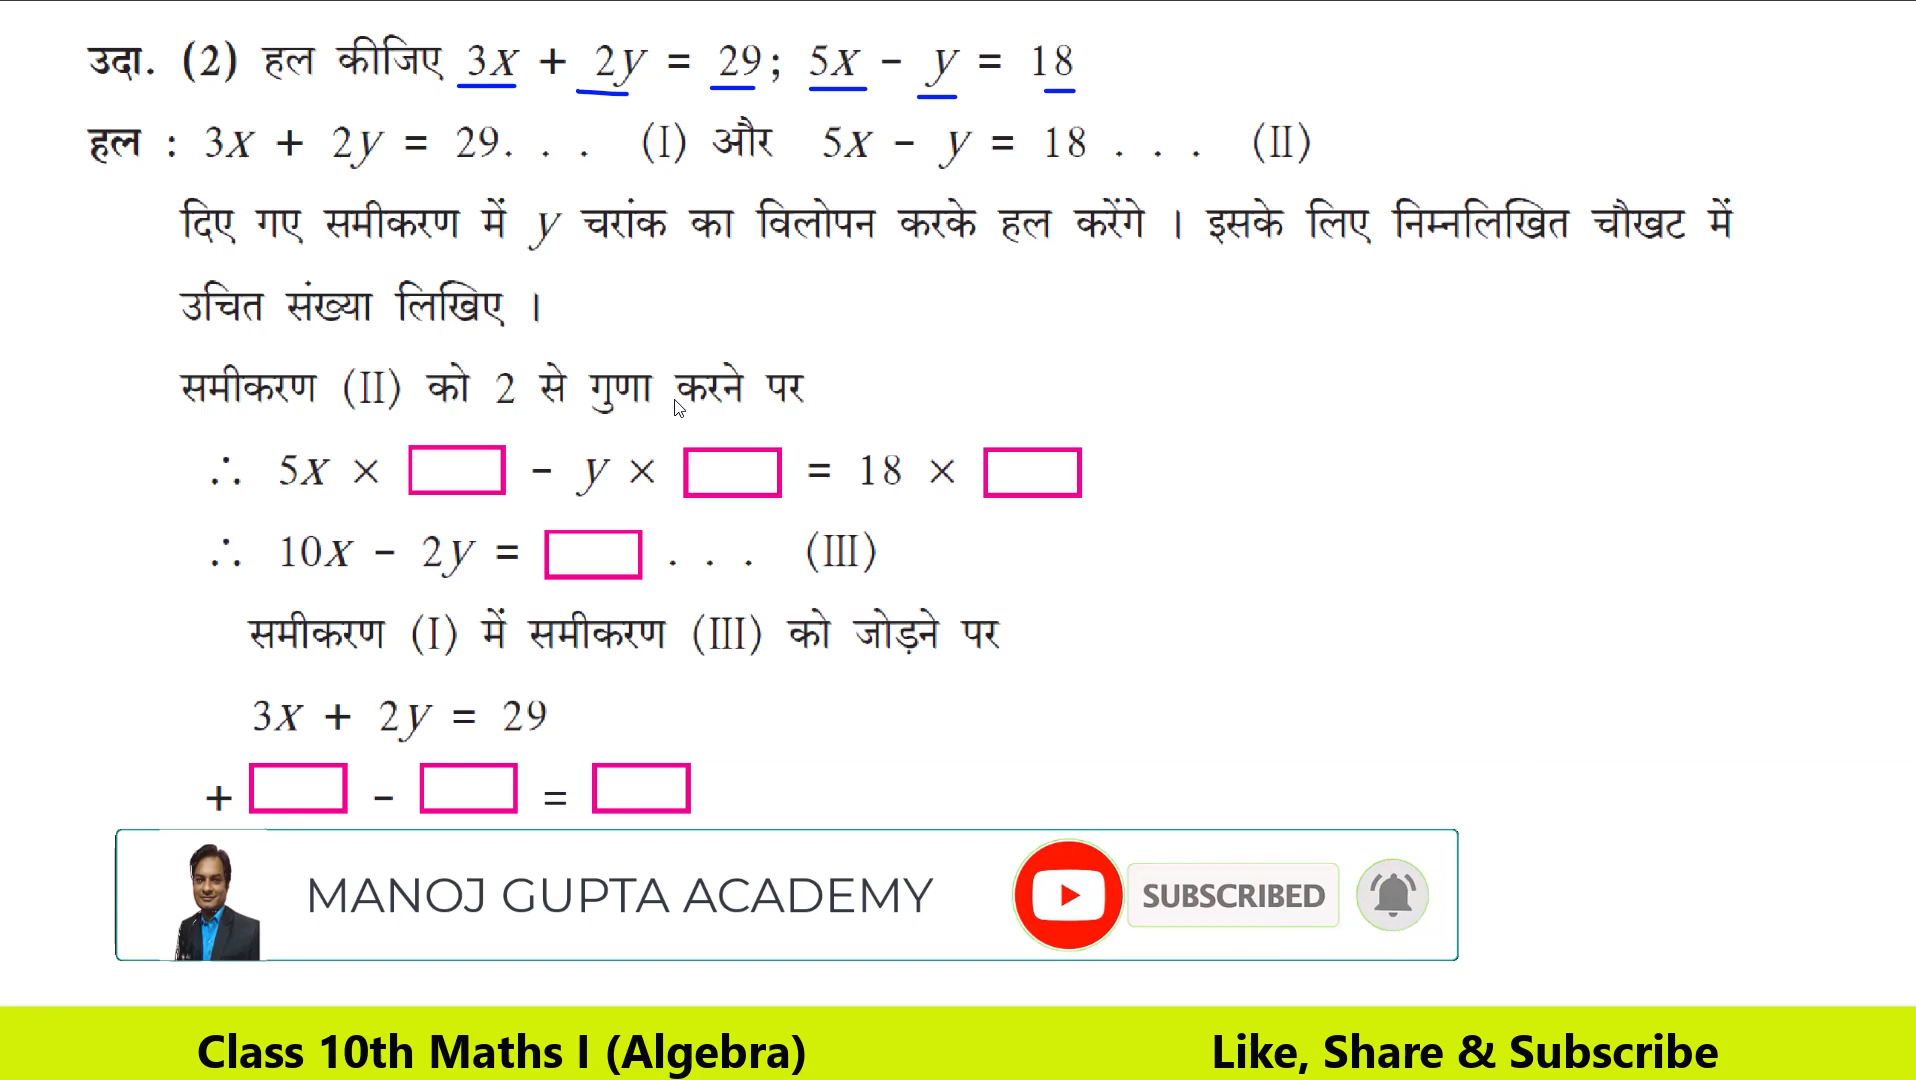 उदा. (2) हल कीजिए 3x + 2y = 29; 5x - y = 18
हल : 3x + 2y = 29. . . (I) और 5x - y = 18 . . . (II)
दिए गए समीकरण में y चरांक का विलोपन करके हल करेंगे । इसके लिए निम्नलिखित चौखट में
उचित संख्या लिखिए ।
समीकरण (II) को 2 से गुणा करने पर
∴ 5x × - y × = 18 ×
∴ 10x - 2y = . . . (III)
समीकरण (I) में समीकरण (III) को जोड़ने पर
3x + 2y = 29
+ - =
MANOJ GUPTA ACADEMY SUBSCRIBED
Class 10th Maths I (Algebra) Like, Share & Subscribe